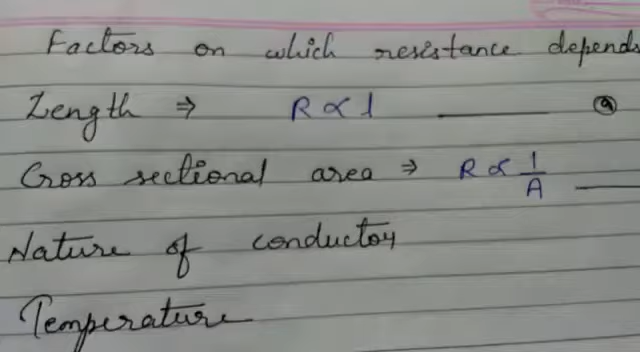 Factors on which resistance depends
Length ⇒ R ∝ l ——— ⓐ
Cross sectional area ⇒ R ∝ 1/A ———
Nature of conductor
Temperature